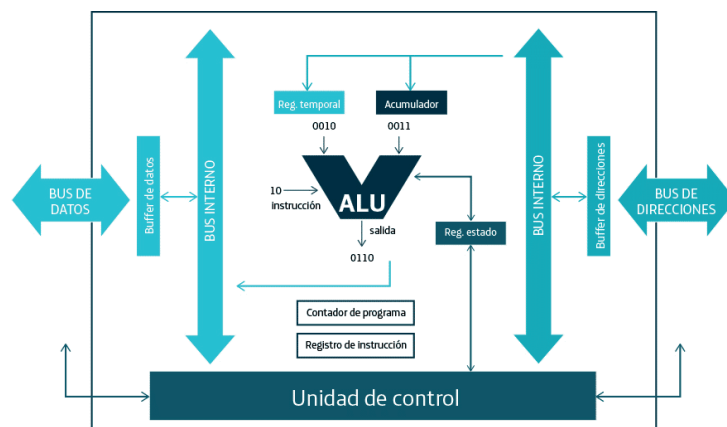 Reg. temporal
Acumulador
0010
0011
BUS DE
DATOS
Buffer de datos
BUS INTERNO
10
instrucción
ALU
salida
0110
Reg. estado
BUS INTERNO
Buffer de direcciones
BUS DE
DIRECCIONES
Contador de programa
Registro de instrucción
Unidad de control